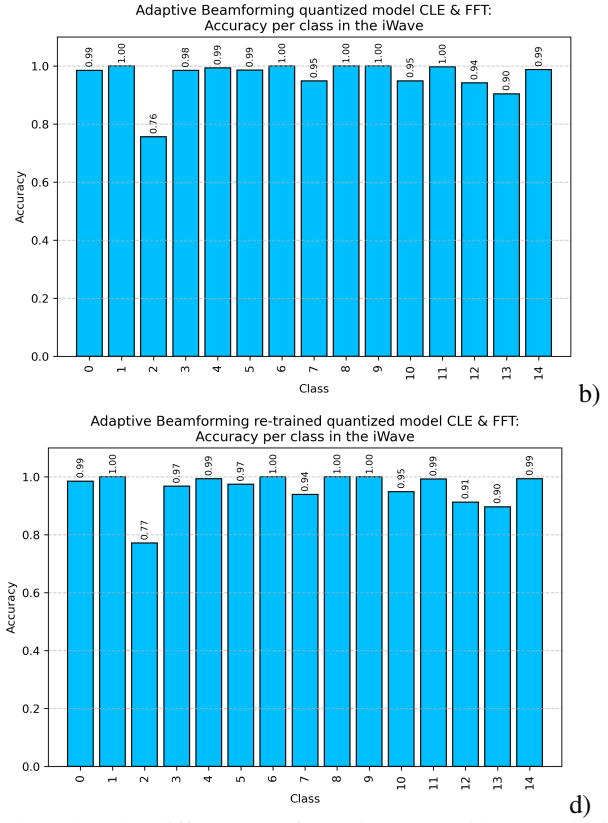 Adaptive Beamforming quantized model CLE & FFT:
Accuracy per class in the iWave
0.99 1.00 0.76 0.98 0.99 0.99 1.00 0.95 1.00 1.00 0.95 1.00 0.94 0.90 0.99
1.0
0.8
0.6
0.4
0.2
0.0
Accuracy
0 1 2 3 4 5 6 7 8 9 10 11 12 13 14
Class
b)
Adaptive Beamforming re-trained quantized model CLE & FFT:
Accuracy per class in the iWave
0.99 1.00 0.77 0.97 0.99 0.97 1.00 0.94 1.00 1.00 0.95 0.99 0.91 0.90 0.99
1.0
0.8
0.6
0.4
0.2
0.0
Accuracy
0 1 2 3 4 5 6 7 8 9 10 11 12 13 14
Class
d)